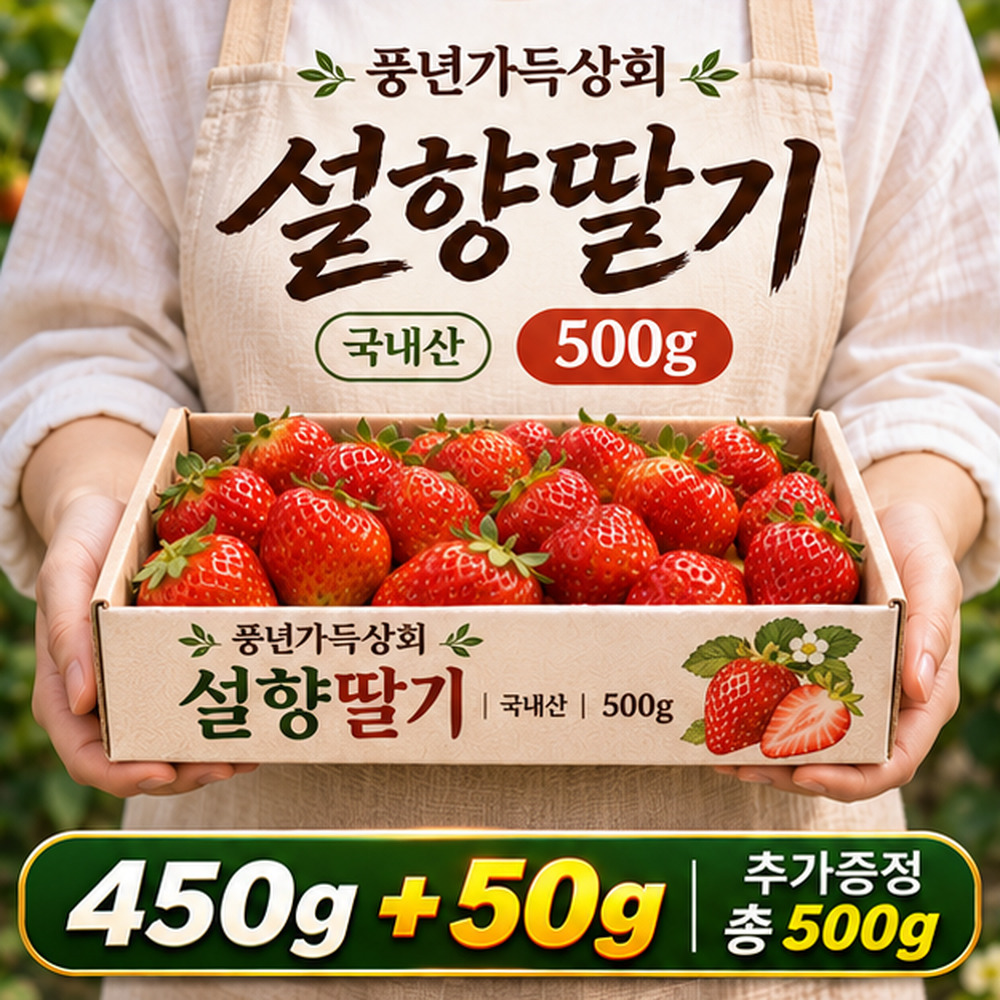 풍년가득상회
설향딸기
국내산 500g
풍년가득상회
설향딸기 | 국내산 | 500g
450g + 50g | 추가증정
총 500g